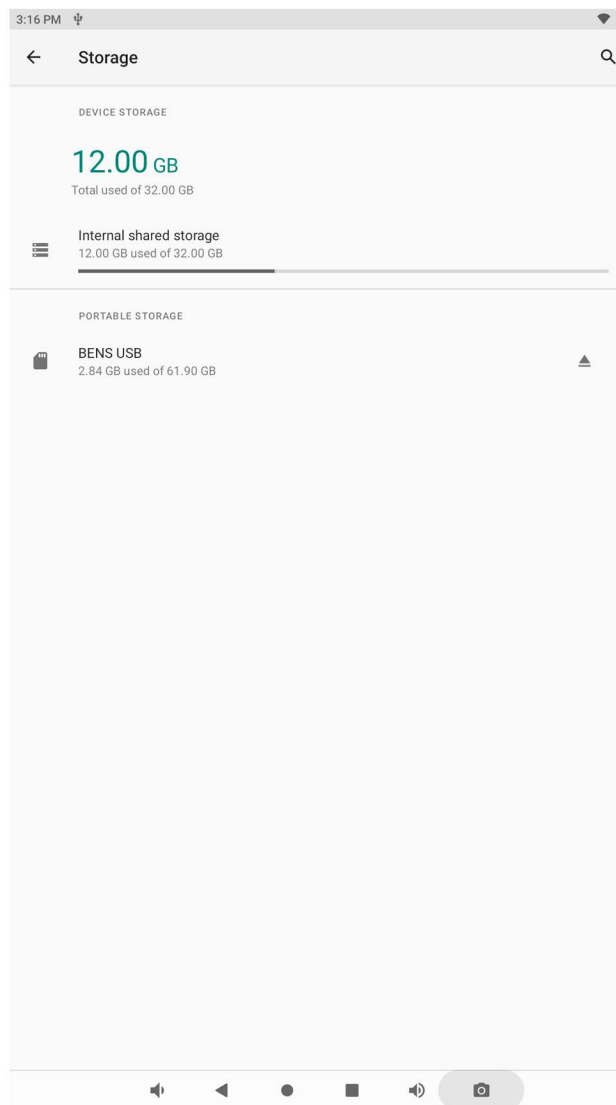 3:16 PM
Storage
DEVICE STORAGE
12.00 GB
Total used of 32.00 GB
Internal shared storage
12.00 GB used of 32.00 GB
PORTABLE STORAGE
BENS USB
2.84 GB used of 61.90 GB